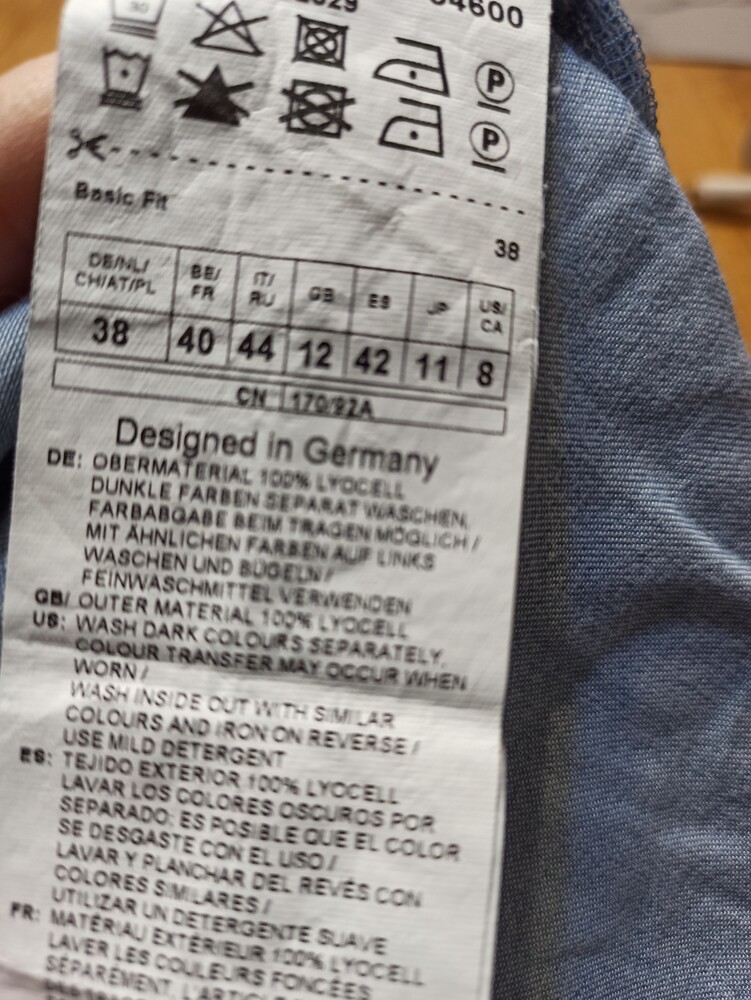 30
P
P
Basic Fit
38
DE/NL/ CH/AT/PL BE/ FR IT/ RU GB ES JP US/ CA
38 40 44 12 42 11 8
CN 170/92A
Designed in Germany
DE: OBERMATERIAL 100% LYOCELL
DUNKLE FARBEN SEPARAT WASCHEN,
FARBABGABE BEIM TRAGEN MÖGLICH /
MIT ÄHNLICHEN FARBEN AUF LINKS
WASCHEN UND BÜGELN /
FEINWASCHMITTEL VERWENDEN
GB/ OUTER MATERIAL 100% LYOCELL
US: WASH DARK COLOURS SEPARATELY,
COLOUR TRANSFER MAY OCCUR WHEN
WORN /
WASH INSIDE OUT WITH SIMILAR
COLOURS AND IRON ON REVERSE /
USE MILD DETERGENT
ES: TEJIDO EXTERIOR 100% LYOCELL
LAVAR LOS COLORES OSCUROS POR
SEPARADO; ES POSIBLE QUE EL COLOR
SE DESGASTE CON EL USO /
LAVAR Y PLANCHAR DEL REVÉS CON
COLORES SIMILARES /
UTILIZAR UN DETERGENTE SUAVE
FR: MATÉRIAU EXTÉRIEUR 100% LYOCELL
LAVER LES COULEURS FONCÉES
SÉPARÉMENT,